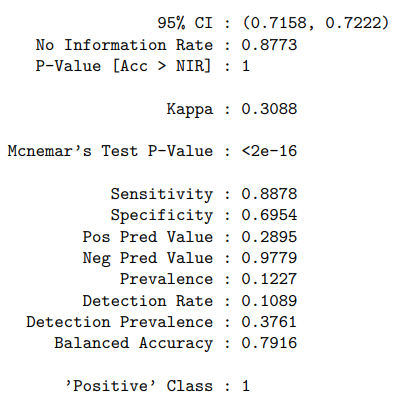 95% CI : (0.7158, 0.7222)
No Information Rate : 0.8773
P-Value [Acc > NIR] : 1
Kappa : 0.3088
Mcnemar's Test P-Value : <2e-16
Sensitivity : 0.8878
Specificity : 0.6954
Pos Pred Value : 0.2895
Neg Pred Value : 0.9779
Prevalence : 0.1227
Detection Rate : 0.1089
Detection Prevalence : 0.3761
Balanced Accuracy : 0.7916
'Positive' Class : 1